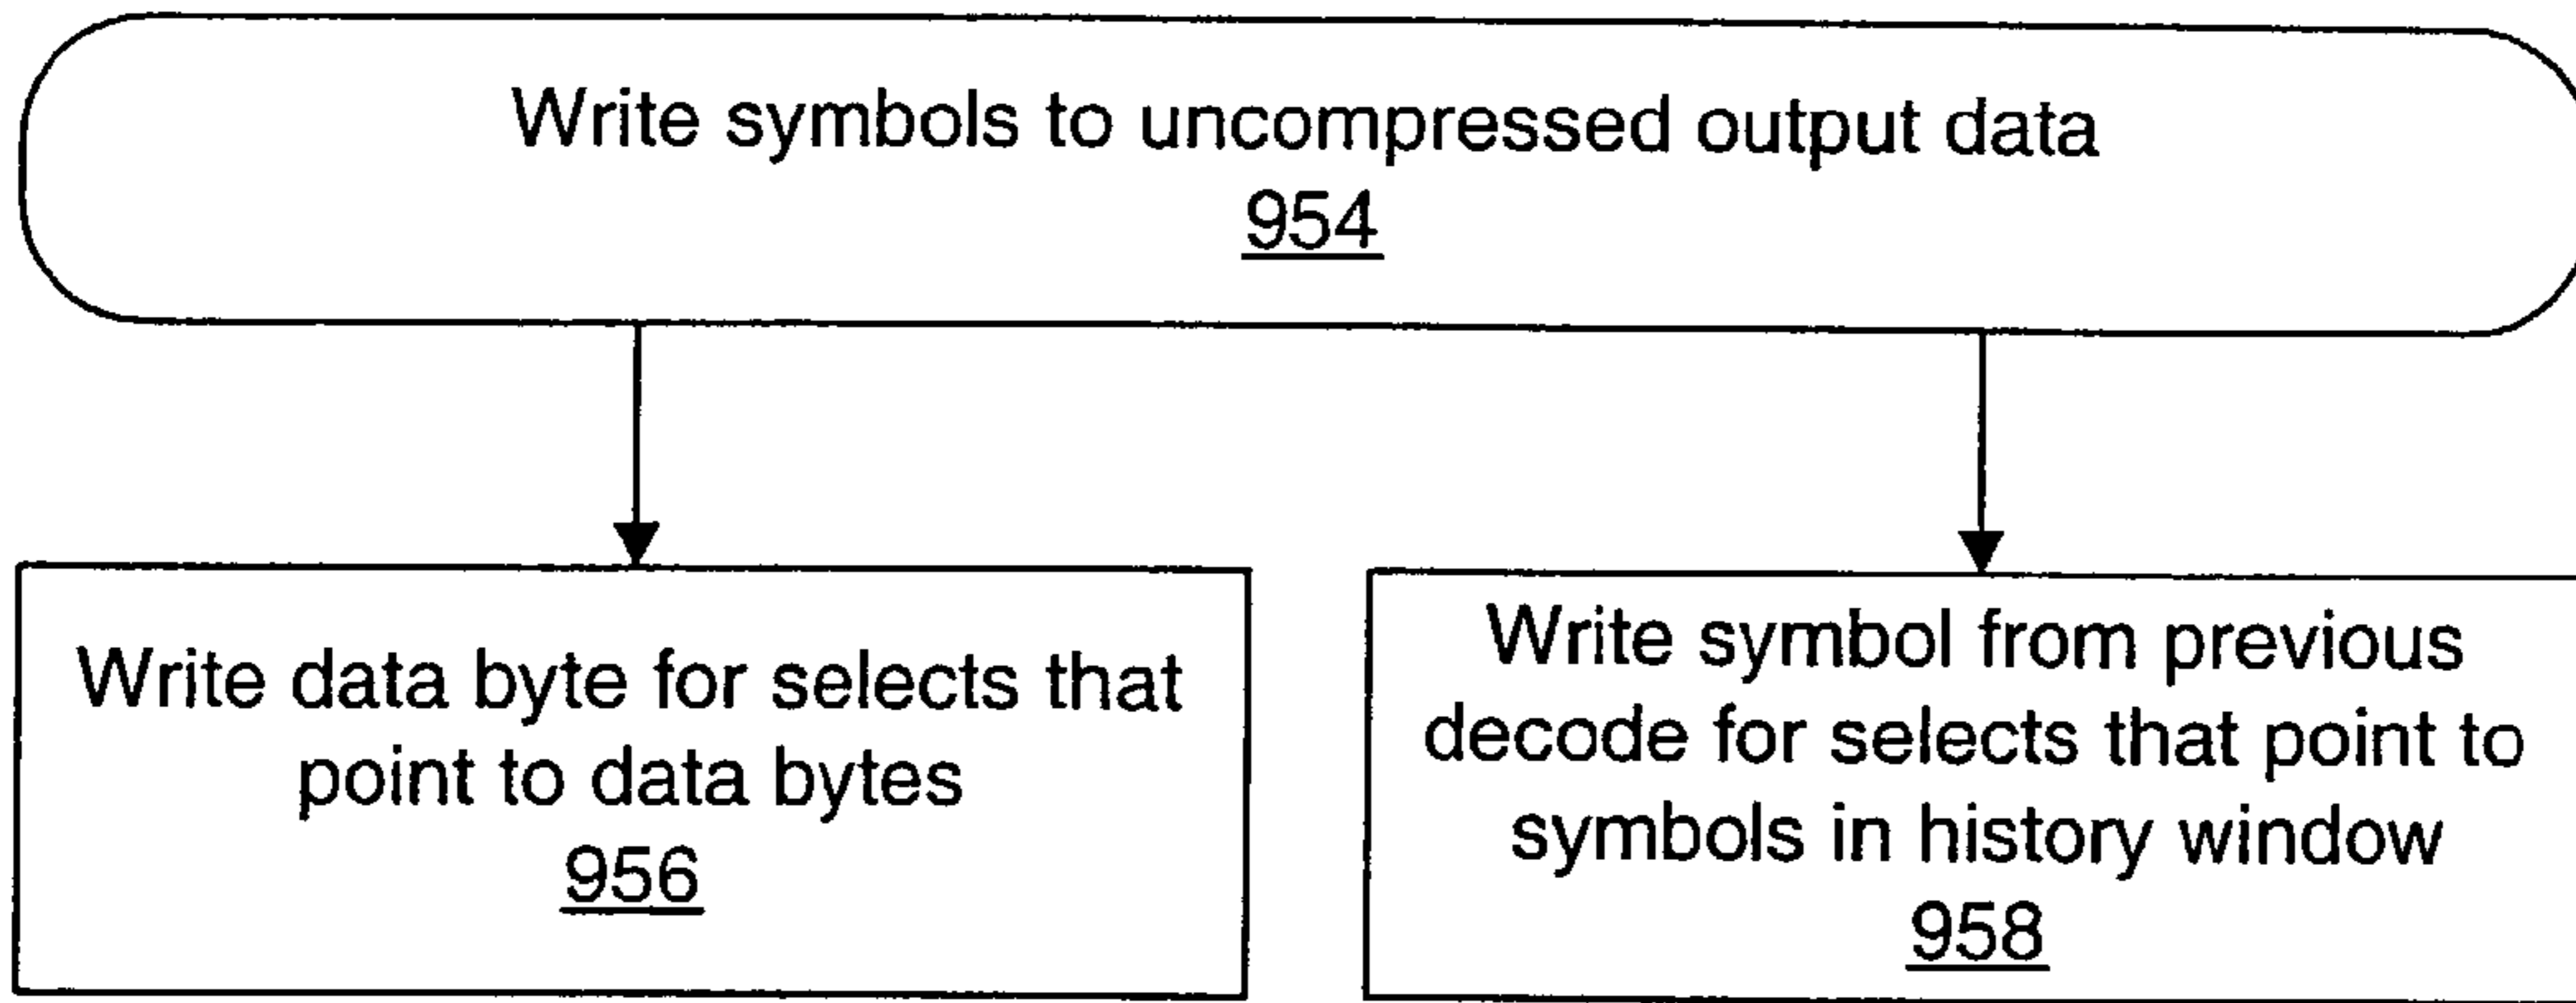 Write symbols to uncompressed output data
954
Write data byte for selects that
point to data bytes
956
Write symbol from previous
decode for selects that point to
symbols in history window
958